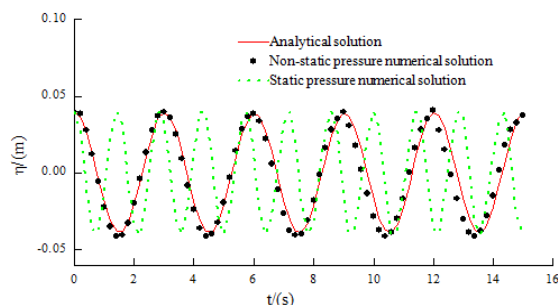 0.10
Analytical solution
Non-static pressure numerical solution
Static pressure numerical solution
0.05
η/(m)
0.00
-0.05
0 2 4 6 8 10 12 14 16
t/(s)